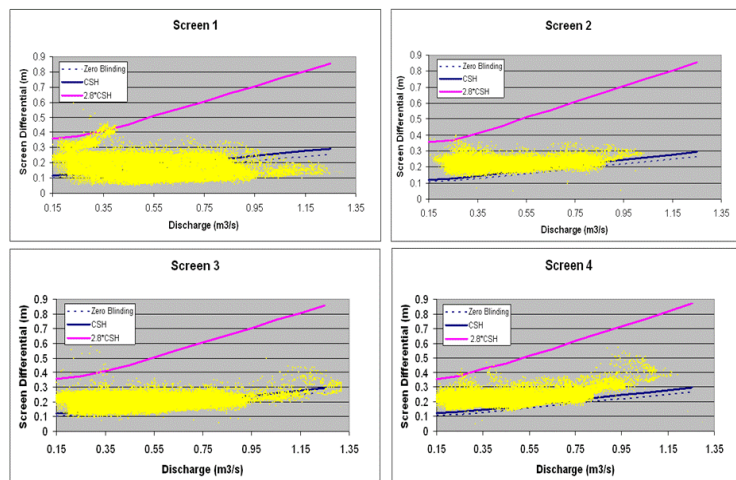 Screen 1
Screen Differential (m)
0.9
0.8
0.7
0.6
0.5
0.4
0.3
0.2
0.1
0
Zero Blinding
CSH
2.8*CSH
0.15 0.35 0.55 0.75 0.95 1.15 1.35
Discharge (m3/s)
Screen 2
Screen Differential (m)
0.9
0.8
0.7
0.6
0.5
0.4
0.3
0.2
0.1
0
Zero Blinding
CSH
2.8*CSH
0.15 0.35 0.55 0.75 0.95 1.15 1.35
Discharge (m3/s)
Screen 3
Screen Differential (m)
0.9
0.8
0.7
0.6
0.5
0.4
0.3
0.2
0.1
0
Zero Blinding
CSH
2.8*CSH
0.15 0.35 0.55 0.75 0.95 1.15 1.35
Discharge (m3/s)
Screen 4
Screen Differential (m)
0.9
0.8
0.7
0.6
0.5
0.4
0.3
0.2
0.1
0
Zero Blinding
CSH
2.8*CSH
0.15 0.35 0.55 0.75 0.95 1.15 1.35
Discharge (m3/s)